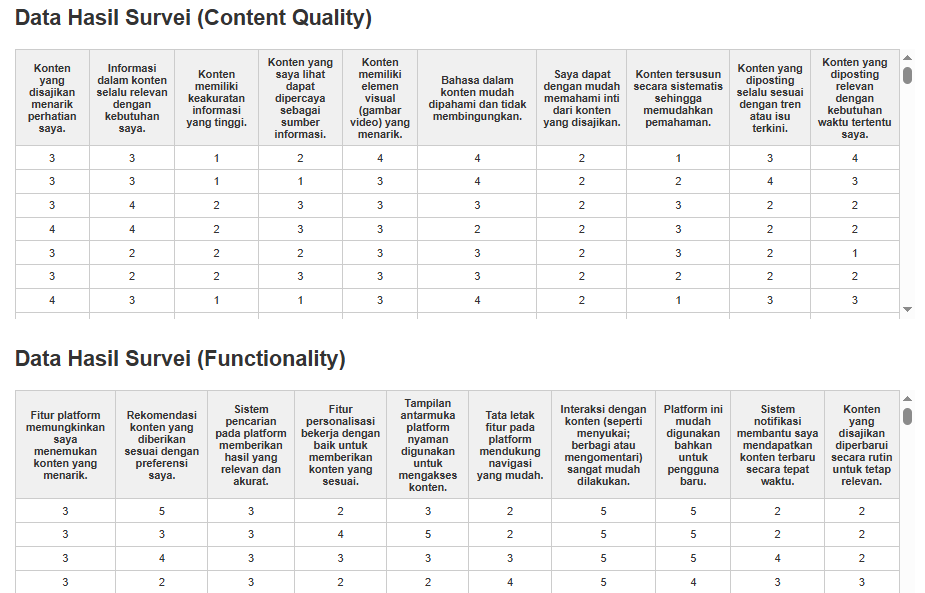 Data Hasil Survei (Content Quality)
Konten yang disajikan menarik perhatian saya. Informasi dalam konten selalu relevan dengan kebutuhan saya. Konten memiliki keakuratan informasi yang tinggi. Konten yang saya lihat dapat dipercaya sebagai sumber informasi. Konten memiliki elemen visual (gambar video) yang menarik. Bahasa dalam konten mudah dipahami dan tidak membingungkan. Saya dapat dengan mudah memahami inti dari konten yang disajikan. Konten tersusun secara sistematis sehingga memudahkan pemahaman. Konten yang diposting selalu sesuai dengan tren atau isu terkini. Konten yang diposting relevan dengan kebutuhan waktu tertentu saya.
3 3 1 2 4 4 2 1 3 4
3 3 1 1 3 4 2 2 4 3
3 4 2 3 3 3 2 3 2 2
4 4 2 3 3 2 2 3 2 2
3 2 2 2 3 3 2 3 2 1
3 2 2 3 3 3 2 2 2 2
4 3 1 1 3 4 2 1 3 3
Data Hasil Survei (Functionality)
Fitur platform memungkinkan saya menemukan konten yang menarik. Rekomendasi konten yang diberikan sesuai dengan preferensi saya. Sistem pencarian pada platform memberikan hasil yang relevan dan akurat. Fitur personalisasi bekerja dengan baik untuk memberikan konten yang sesuai. Tampilan antarmuka platform nyaman digunakan untuk mengakses konten. Tata letak fitur pada platform mendukung navigasi yang mudah. Interaksi dengan konten (seperti menyukai; berbagi atau mengomentari) sangat mudah dilakukan. Platform ini mudah digunakan bahkan untuk pengguna baru. Sistem notifikasi membantu saya mendapatkan konten terbaru secara tepat waktu. Konten yang disajikan diperbarui secara rutin untuk tetap relevan.
3 5 3 2 3 2 5 5 2 2
3 3 3 4 5 2 5 5 2 2
3 4 3 3 3 3 5 5 4 2
3 2 3 2 2 4 5 4 3 3